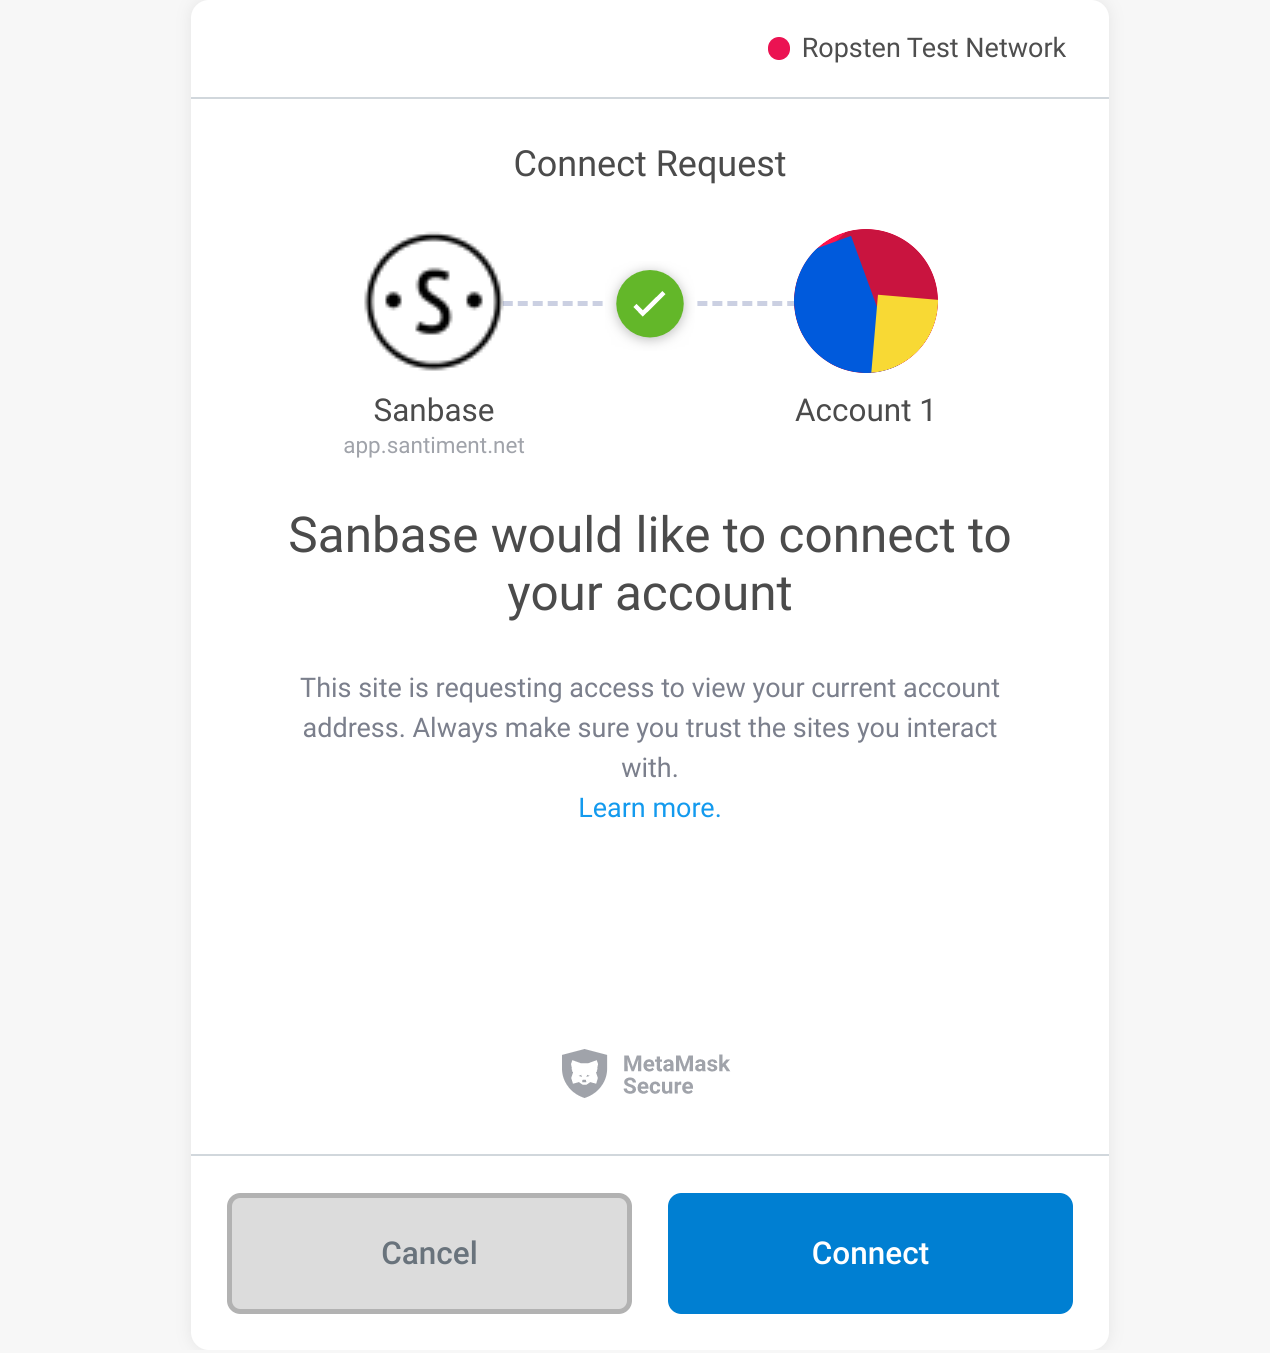 Ropsten Test Network
Connect Request
·S·
Sanbase
app.santiment.net
Account 1
Sanbase would like to connect to
your account
This site is requesting access to view your current account
address. Always make sure you trust the sites you interact
with.
Learn more.
MetaMask
Secure
Cancel
Connect